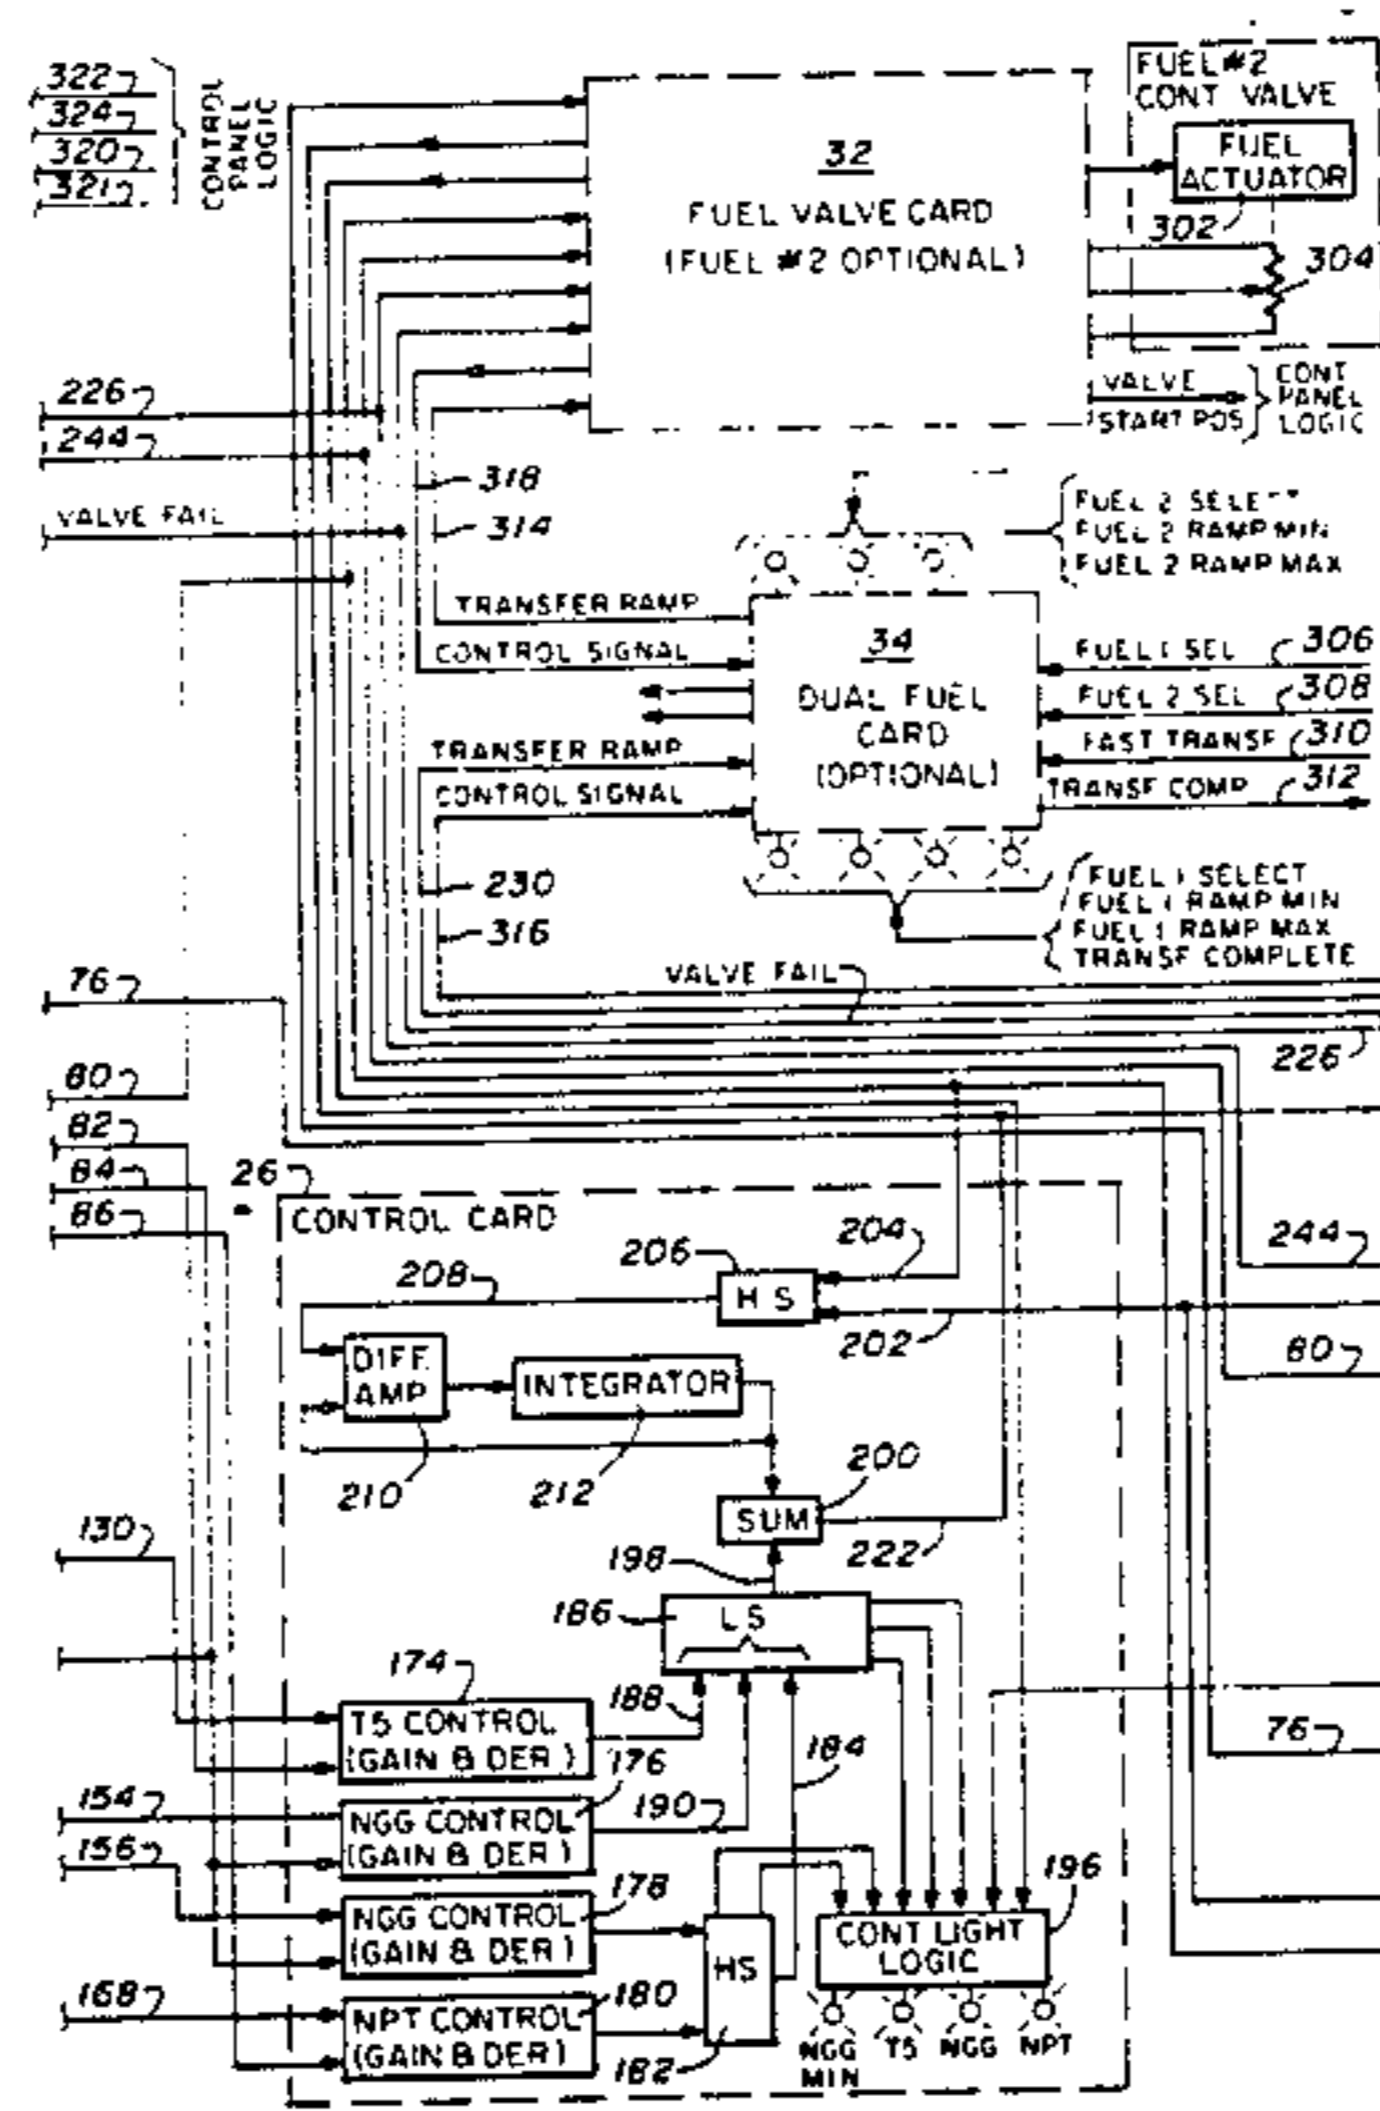 322
324
320
321
CONTROL
PANEL
LOGIC
32
FUEL VALVE CARD
(FUEL #2 OPTIONAL)
FUEL #2
CONT VALVE
FUEL
ACTUATOR
302
304
VALVE
START POS
CONT
PANEL
LOGIC
226
244
VALVE FAIL
318
314
FUEL 2 SELECT
FUEL 2 RAMP MIN
FUEL 2 RAMP MAX
TRANSFER RAMP
CONTROL SIGNAL
34
DUAL FUEL
CARD
(OPTIONAL)
FUEL 1 SEL 306
FUEL 2 SEL 308
FAST TRANSF 310
TRANSF COMP 312
TRANSFER RAMP
CONTROL SIGNAL
230
316
FUEL 1 SELECT
FUEL 1 RAMP MIN
FUEL 1 RAMP MAX
TRANSF COMPLETE
VALVE FAIL
76
226
80
82
84
86
26
CONTROL CARD
206
204
244
208
H S
202
80
DIFF.
AMP
INTEGRATOR
210
212
200
SUM
222
130
198
186
L S
174
188
T5 CONTROL
(GAIN & DER)
184
76
176
154
NGG CONTROL
(GAIN & DER)
190
156
178
NGG CONTROL
(GAIN & DER)
196
CONT LIGHT
LOGIC
HS
168
180
NPT CONTROL
(GAIN & DER)
182
NGG
MIN
T5
NGG
NPT